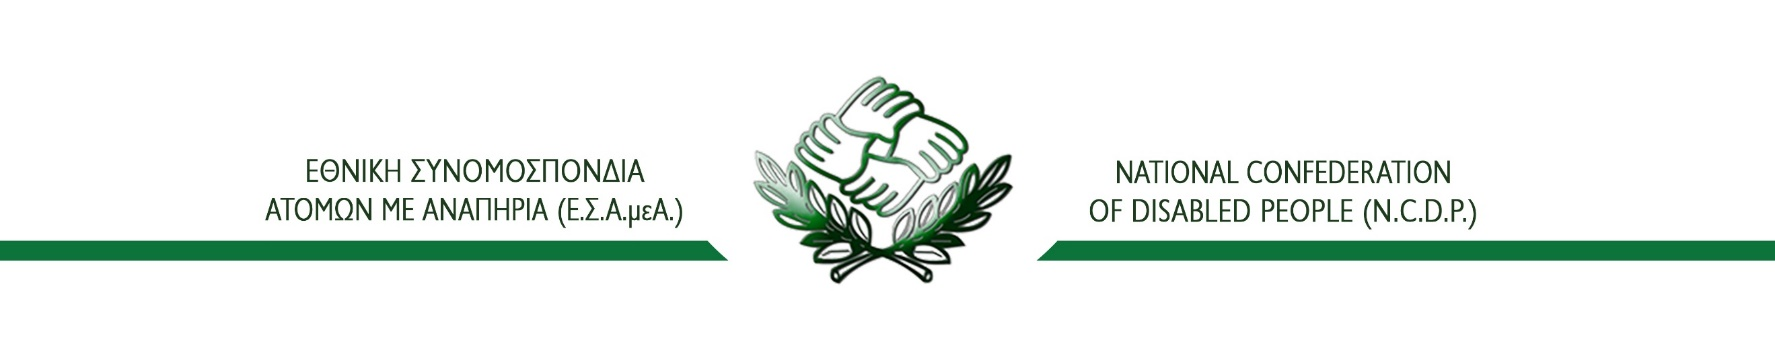 ΕΘΝΙΚΗ ΣΥΝΟΜΟΣΠΟΝΔΙΑ
ΑΤΟΜΩΝ ΜΕ ΑΝΑΠΗΡΙΑ (Ε.Σ.Α.μεΑ.)
NATIONAL CONFEDERATION
OF DISABLED PEOPLE (N.C.D.P.)